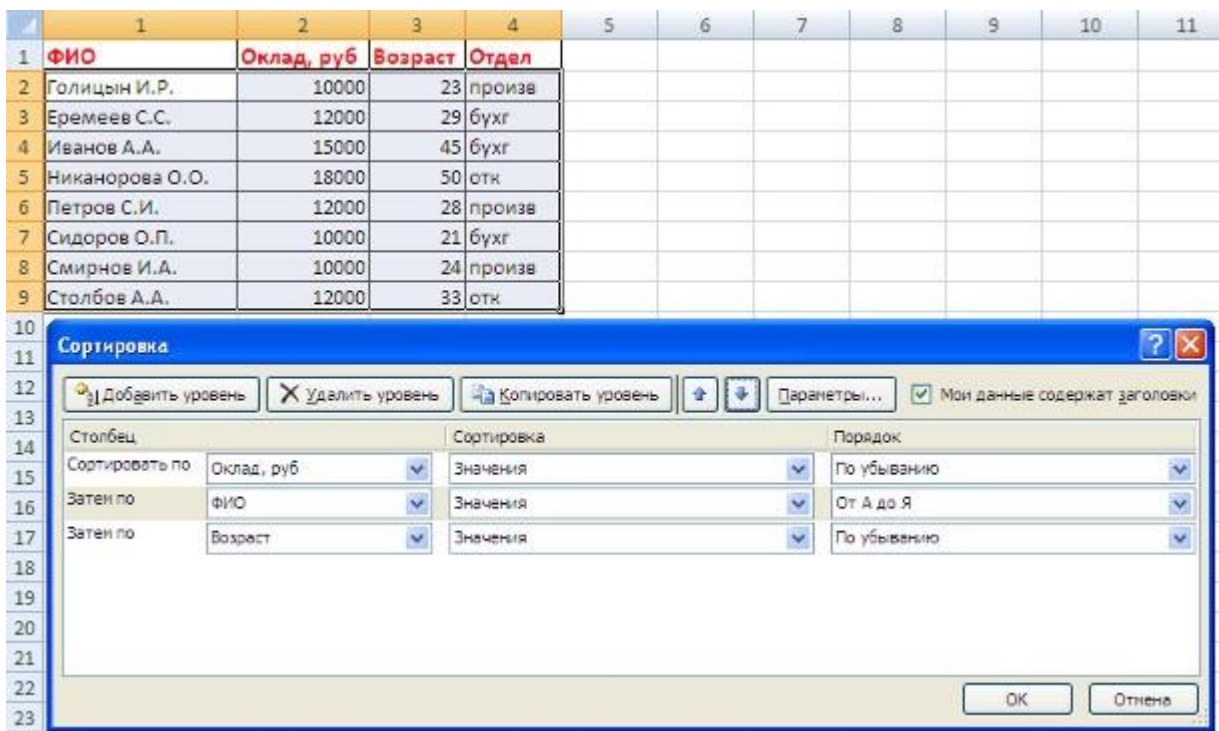 1 2 3 4 5 6 7 8 9 10 11
1 ФИО Оклад, руб Возраст Отдел
2 Голицын И.Р. 10000 23 произв
3 Еремеев С.С. 12000 29 бухг
4 Иванов А.А. 15000 45 бухг
5 Никанорова О.О. 18000 50 отк
6 Петров С.И. 12000 28 произв
7 Сидоров О.П. 10000 21 бухг
8 Смирнов И.А. 10000 24 произв
9 Столбов А.А. 12000 33 отк
10
11 Сортировка ?
12 Добавить уровень Удалить уровень Копировать уровень Параметры... Мои данные содержат заголовки
13
14 Столбец Сортировка Порядок
15 Сортировать по Оклад, руб Значения По убыванию
16 Затем по ФИО Значения От А до Я
17 Затем по Возраст Значения По убыванию
18
19
20
21
22 ОК Отмена
23